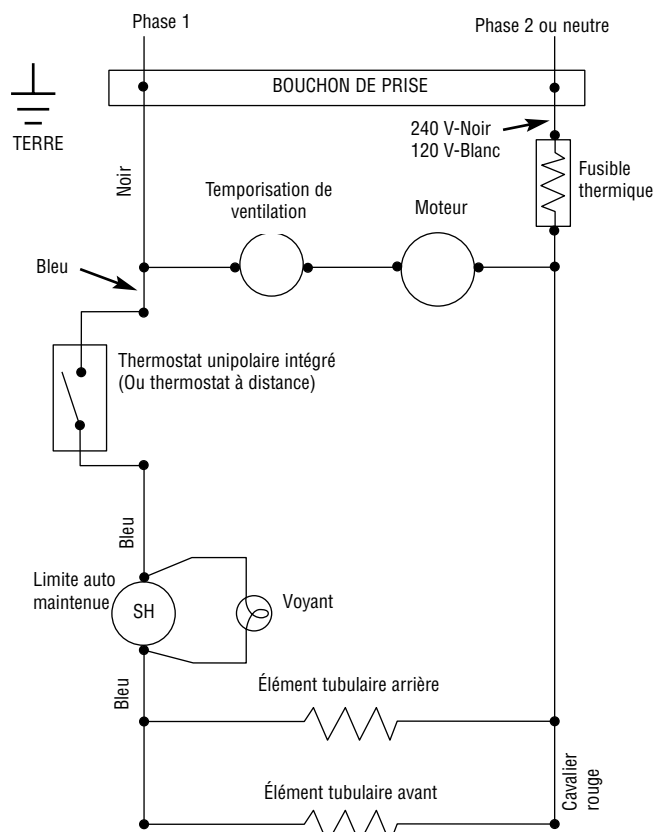 Phase 1
Phase 2 ou neutre
BOUCHON DE PRISE
TERRE
240 V-Noir
120 V-Blanc
Fusible
thermique
Noir
Temporisation de
ventilation
Moteur
Bleu
Thermostat unipolaire intégré
(Ou thermostat à distance)
Bleu
Limite auto
maintenue
SH
Voyant
Bleu
Élément tubulaire arrière
Élément tubulaire avant
Cavalier
rouge